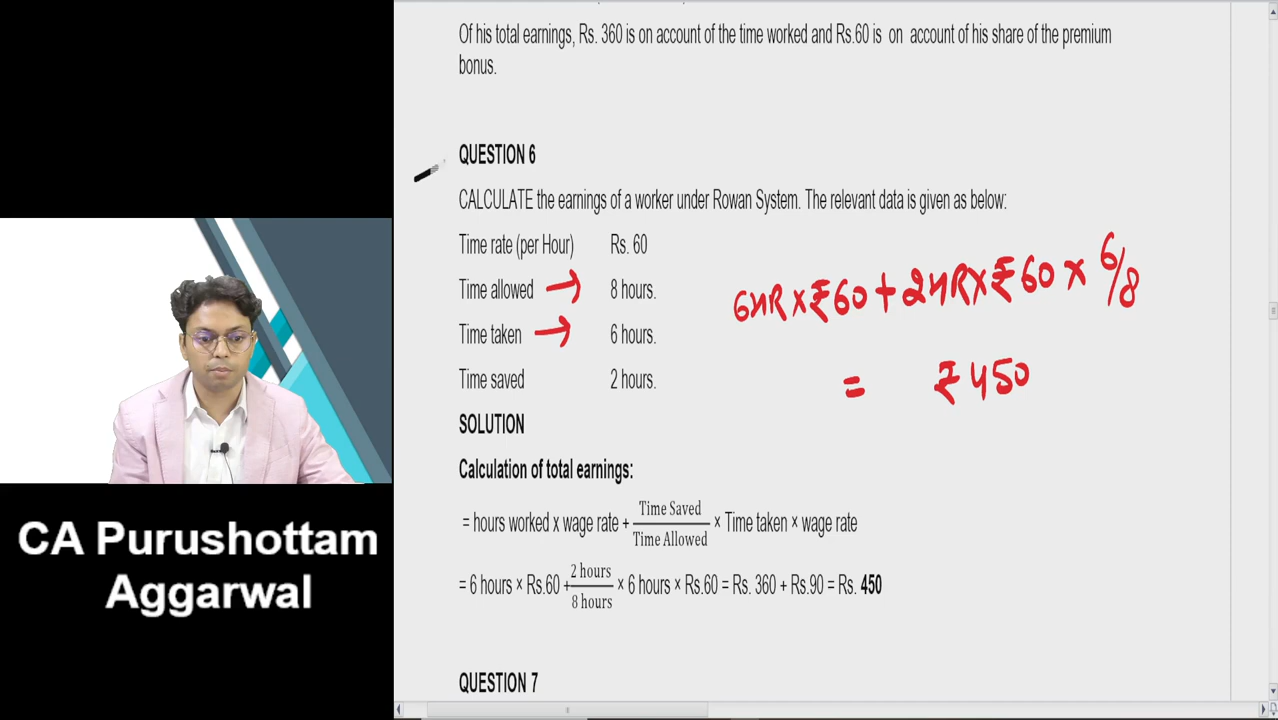 Of his total earnings, Rs. 360 is on account of the time worked and Rs.60 is on account of his share of the premium
bonus.
QUESTION 6
CALCULATE the earnings of a worker under Rowan System. The relevant data is given as below:
Time rate (per Hour) Rs. 60
Time allowed → 8 hours.
Time taken → 6 hours.
Time saved 2 hours.
6HR x ₹60 + 2HR x ₹60 x 6/8
= ₹450
SOLUTION
Calculation of total earnings:
= hours worked x wage rate + Time Saved / Time Allowed × Time taken × wage rate
= 6 hours × Rs.60 + 2 hours / 8 hours × 6 hours × Rs.60 = Rs. 360 + Rs.90 = Rs. 450
QUESTION 7
CA Purushottam
Aggarwal